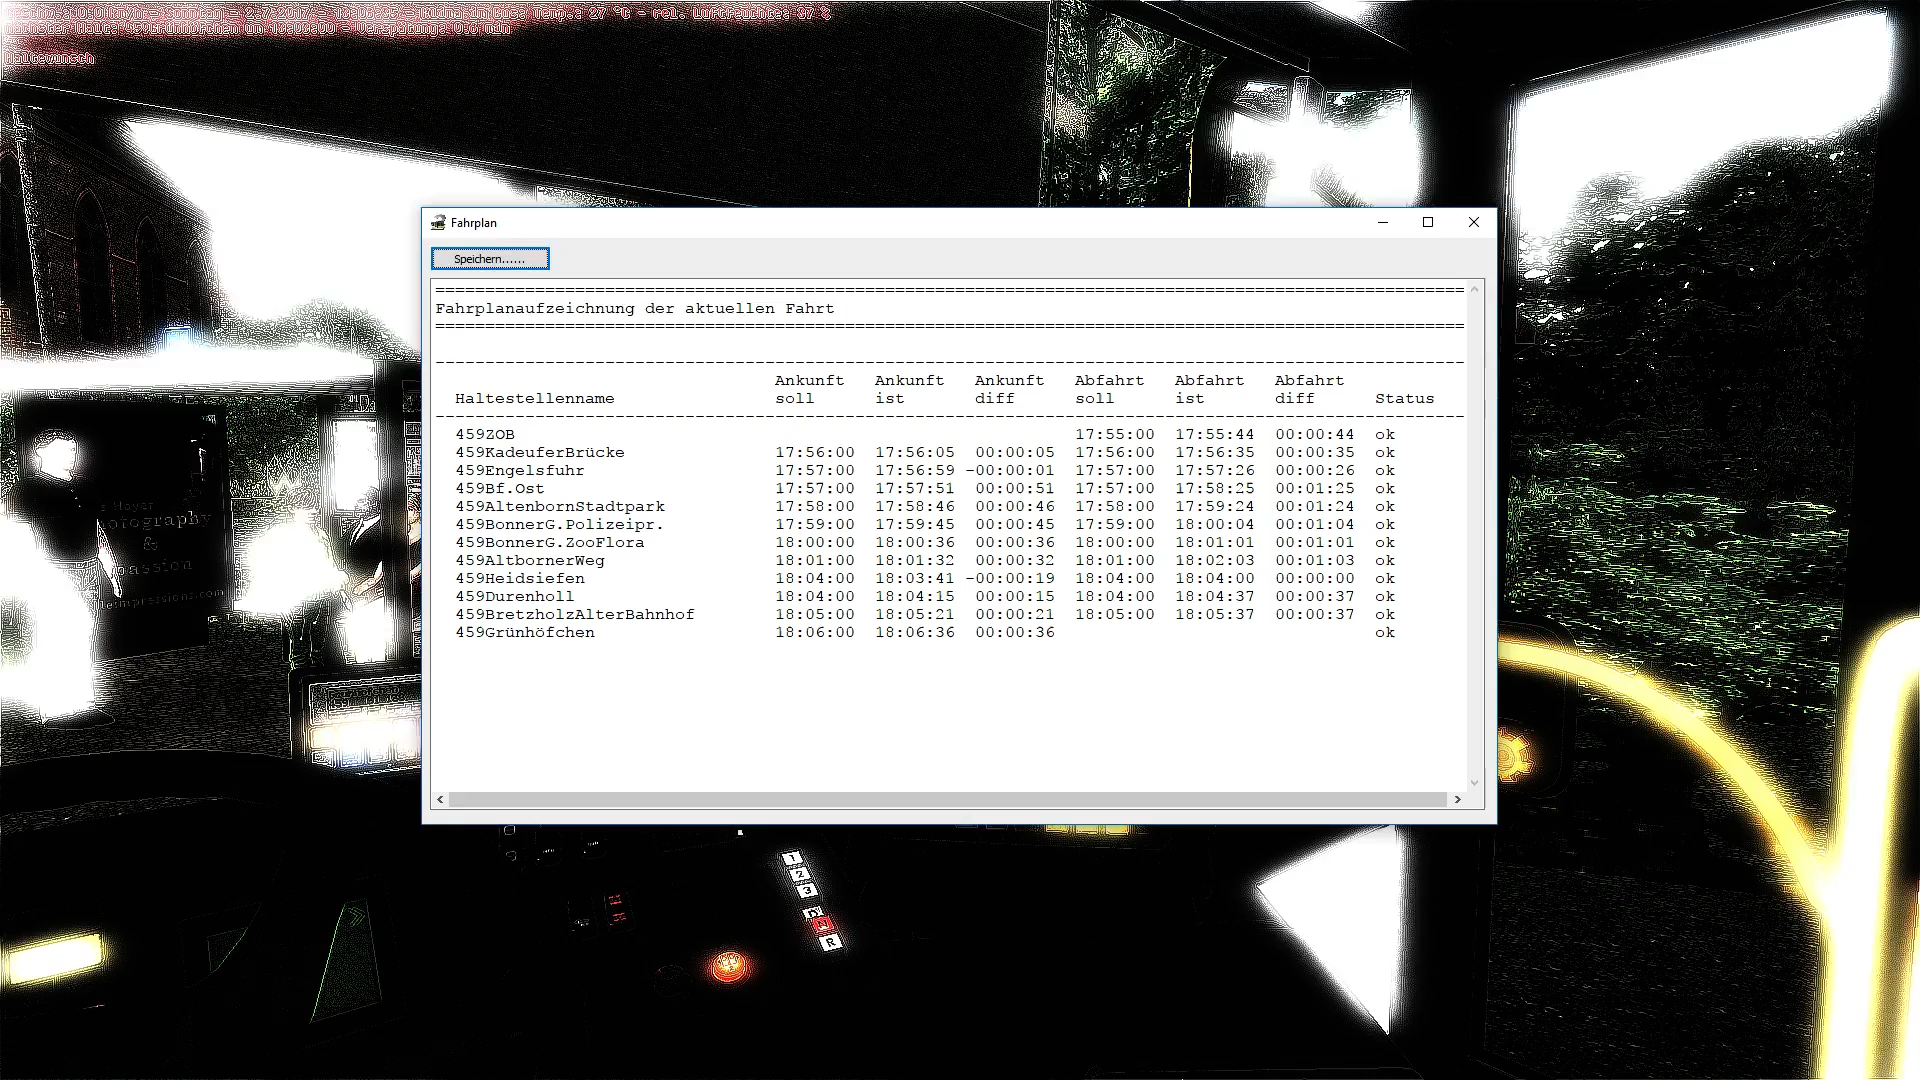 Haltewunsch
Fahrplan
Speichern......
Fahrplanaufzeichnung der aktuellen Fahrt
Ankunft Ankunft Ankunft Abfahrt Abfahrt Abfahrt
Haltestellenname soll ist diff soll ist diff Status
459ZOB 17:55:00 17:55:44 00:00:44 ok
459KadeuferBrücke 17:56:00 17:56:05 00:00:05 17:56:00 17:56:35 00:00:35 ok
459Engelsfuhr 17:57:00 17:56:59 -00:00:01 17:57:00 17:57:26 00:00:26 ok
459Bf.Ost 17:57:00 17:57:51 00:00:51 17:57:00 17:58:25 00:01:25 ok
459AltenbornStadtpark 17:58:00 17:58:46 00:00:46 17:58:00 17:59:24 00:01:24 ok
459BonnerG.Polizeipr. 17:59:00 17:59:45 00:00:45 17:59:00 18:00:04 00:01:04 ok
459BonnerG.ZooFlora 18:00:00 18:00:36 00:00:36 18:00:00 18:01:01 00:01:01 ok
459AltbornerWeg 18:01:00 18:01:32 00:00:32 18:01:00 18:02:03 00:01:03 ok
459Heidsiefen 18:04:00 18:03:41 -00:00:19 18:04:00 18:04:00 00:00:00 ok
459Durenholl 18:04:00 18:04:15 00:00:15 18:04:00 18:04:37 00:00:37 ok
459BretzholzAlterBahnhof 18:05:00 18:05:21 00:00:21 18:05:00 18:05:37 00:00:37 ok
459Grünhöfchen 18:06:00 18:06:36 00:00:36 ok
1
2
3
R